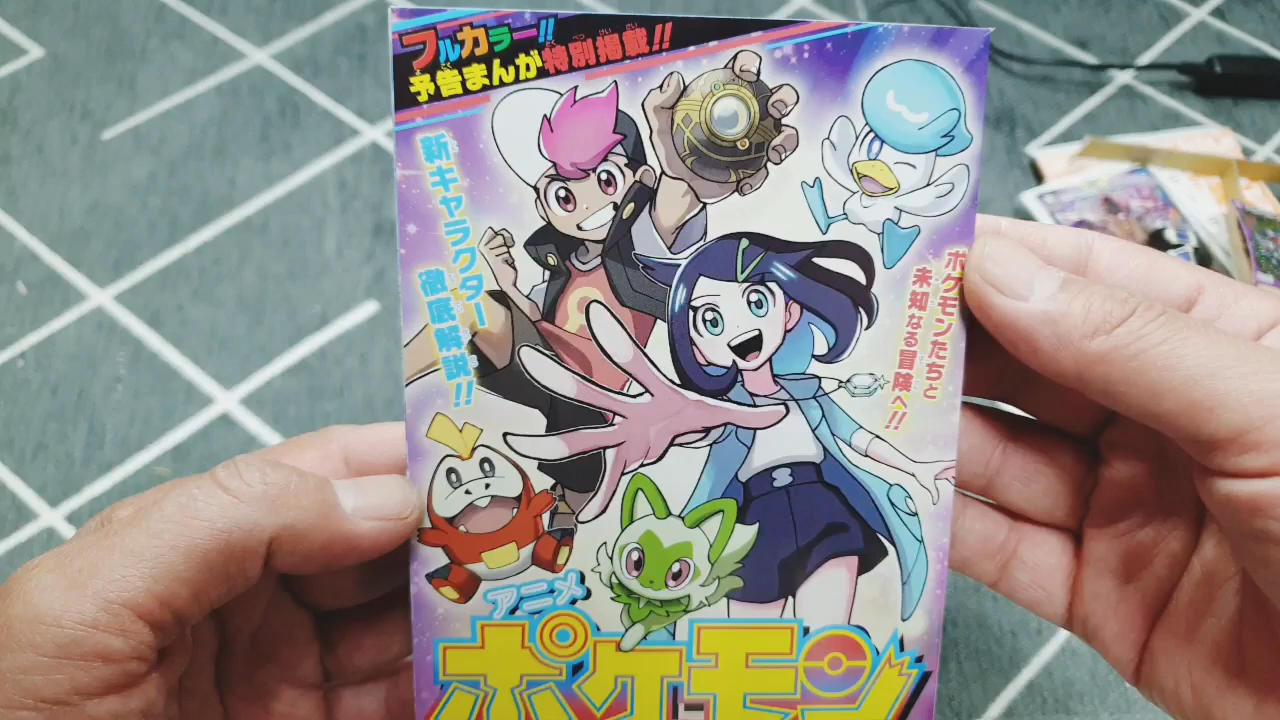 フルカラー!!
予告まんが特別掲載!!
新キャラクター
徹底解説!!
ポケモンたちと
未知なる冒険へ!!
アニメ
ポケモン